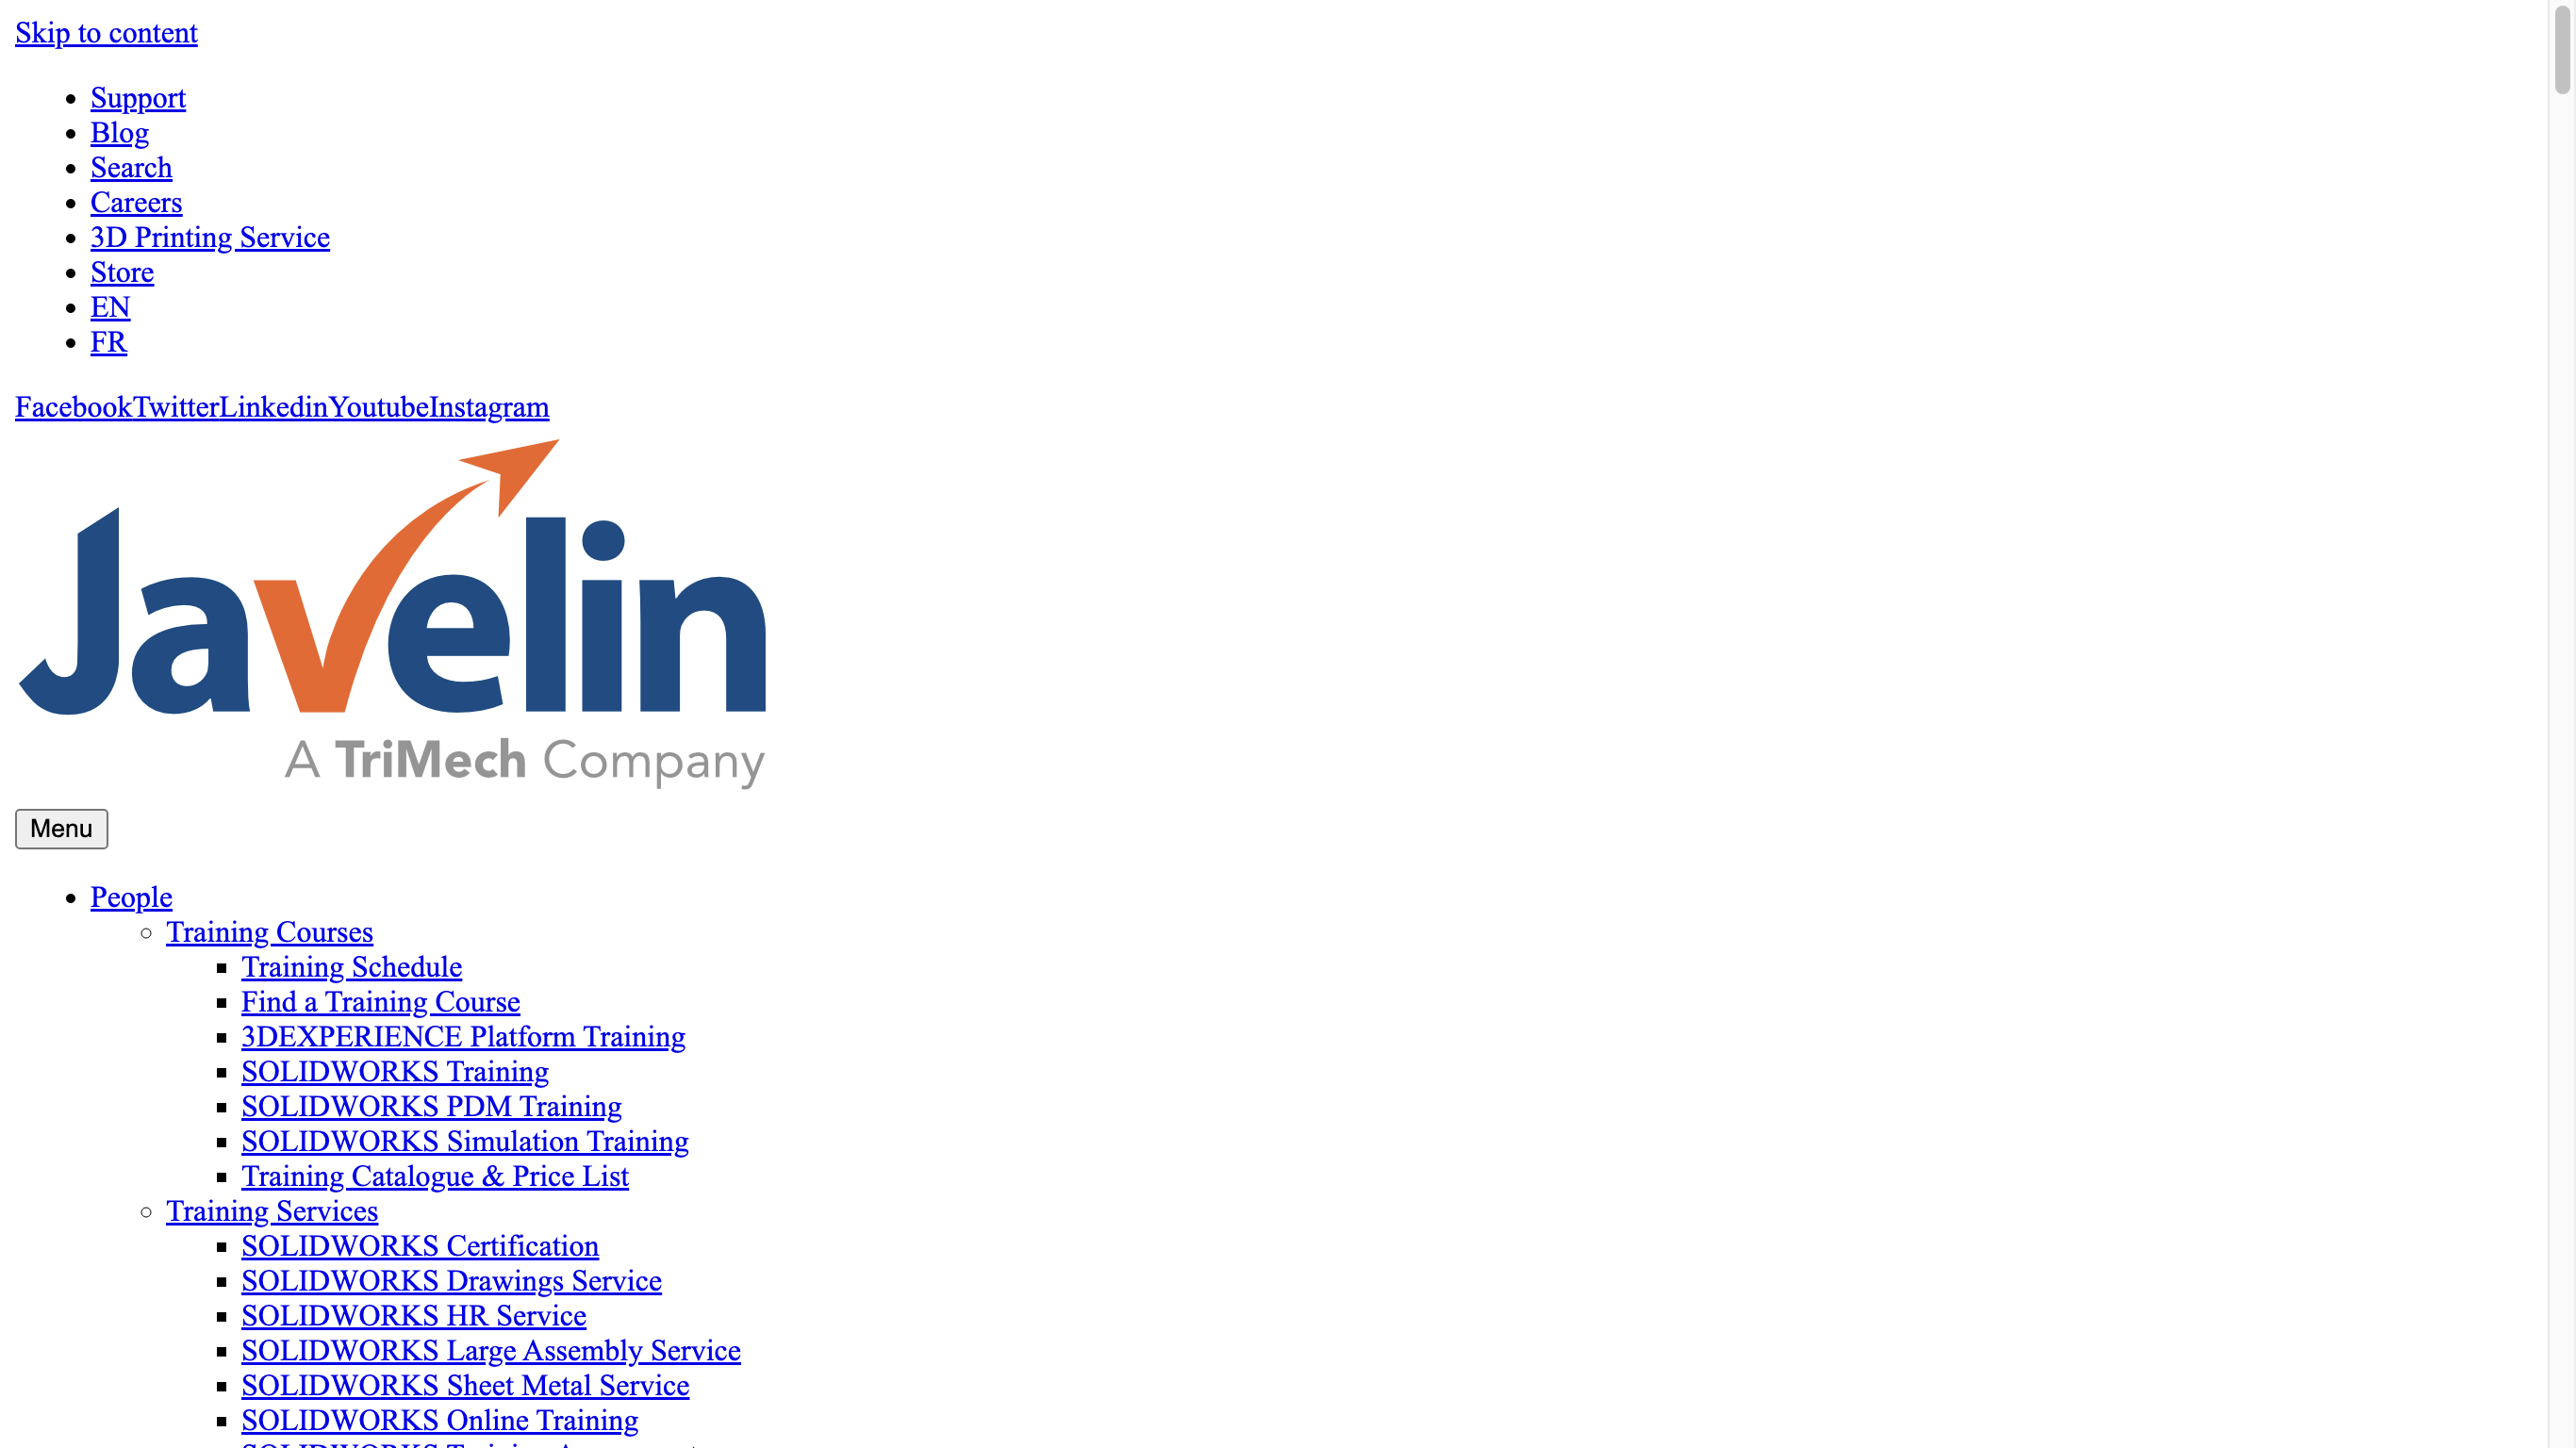 Skip to content
Support
Blog
Search
Careers
3D Printing Service
Store
EN
FR
FacebookTwitterLinkedinYoutubeInstagram
Javelin
A TriMech Company
Menu
People
Training Courses
Training Schedule
Find a Training Course
3DEXPERIENCE Platform Training
SOLIDWORKS Training
SOLIDWORKS PDM Training
SOLIDWORKS Simulation Training
Training Catalogue & Price List
Training Services
SOLIDWORKS Certification
SOLIDWORKS Drawings Service
SOLIDWORKS HR Service
SOLIDWORKS Large Assembly Service
SOLIDWORKS Sheet Metal Service
SOLIDWORKS Online Training